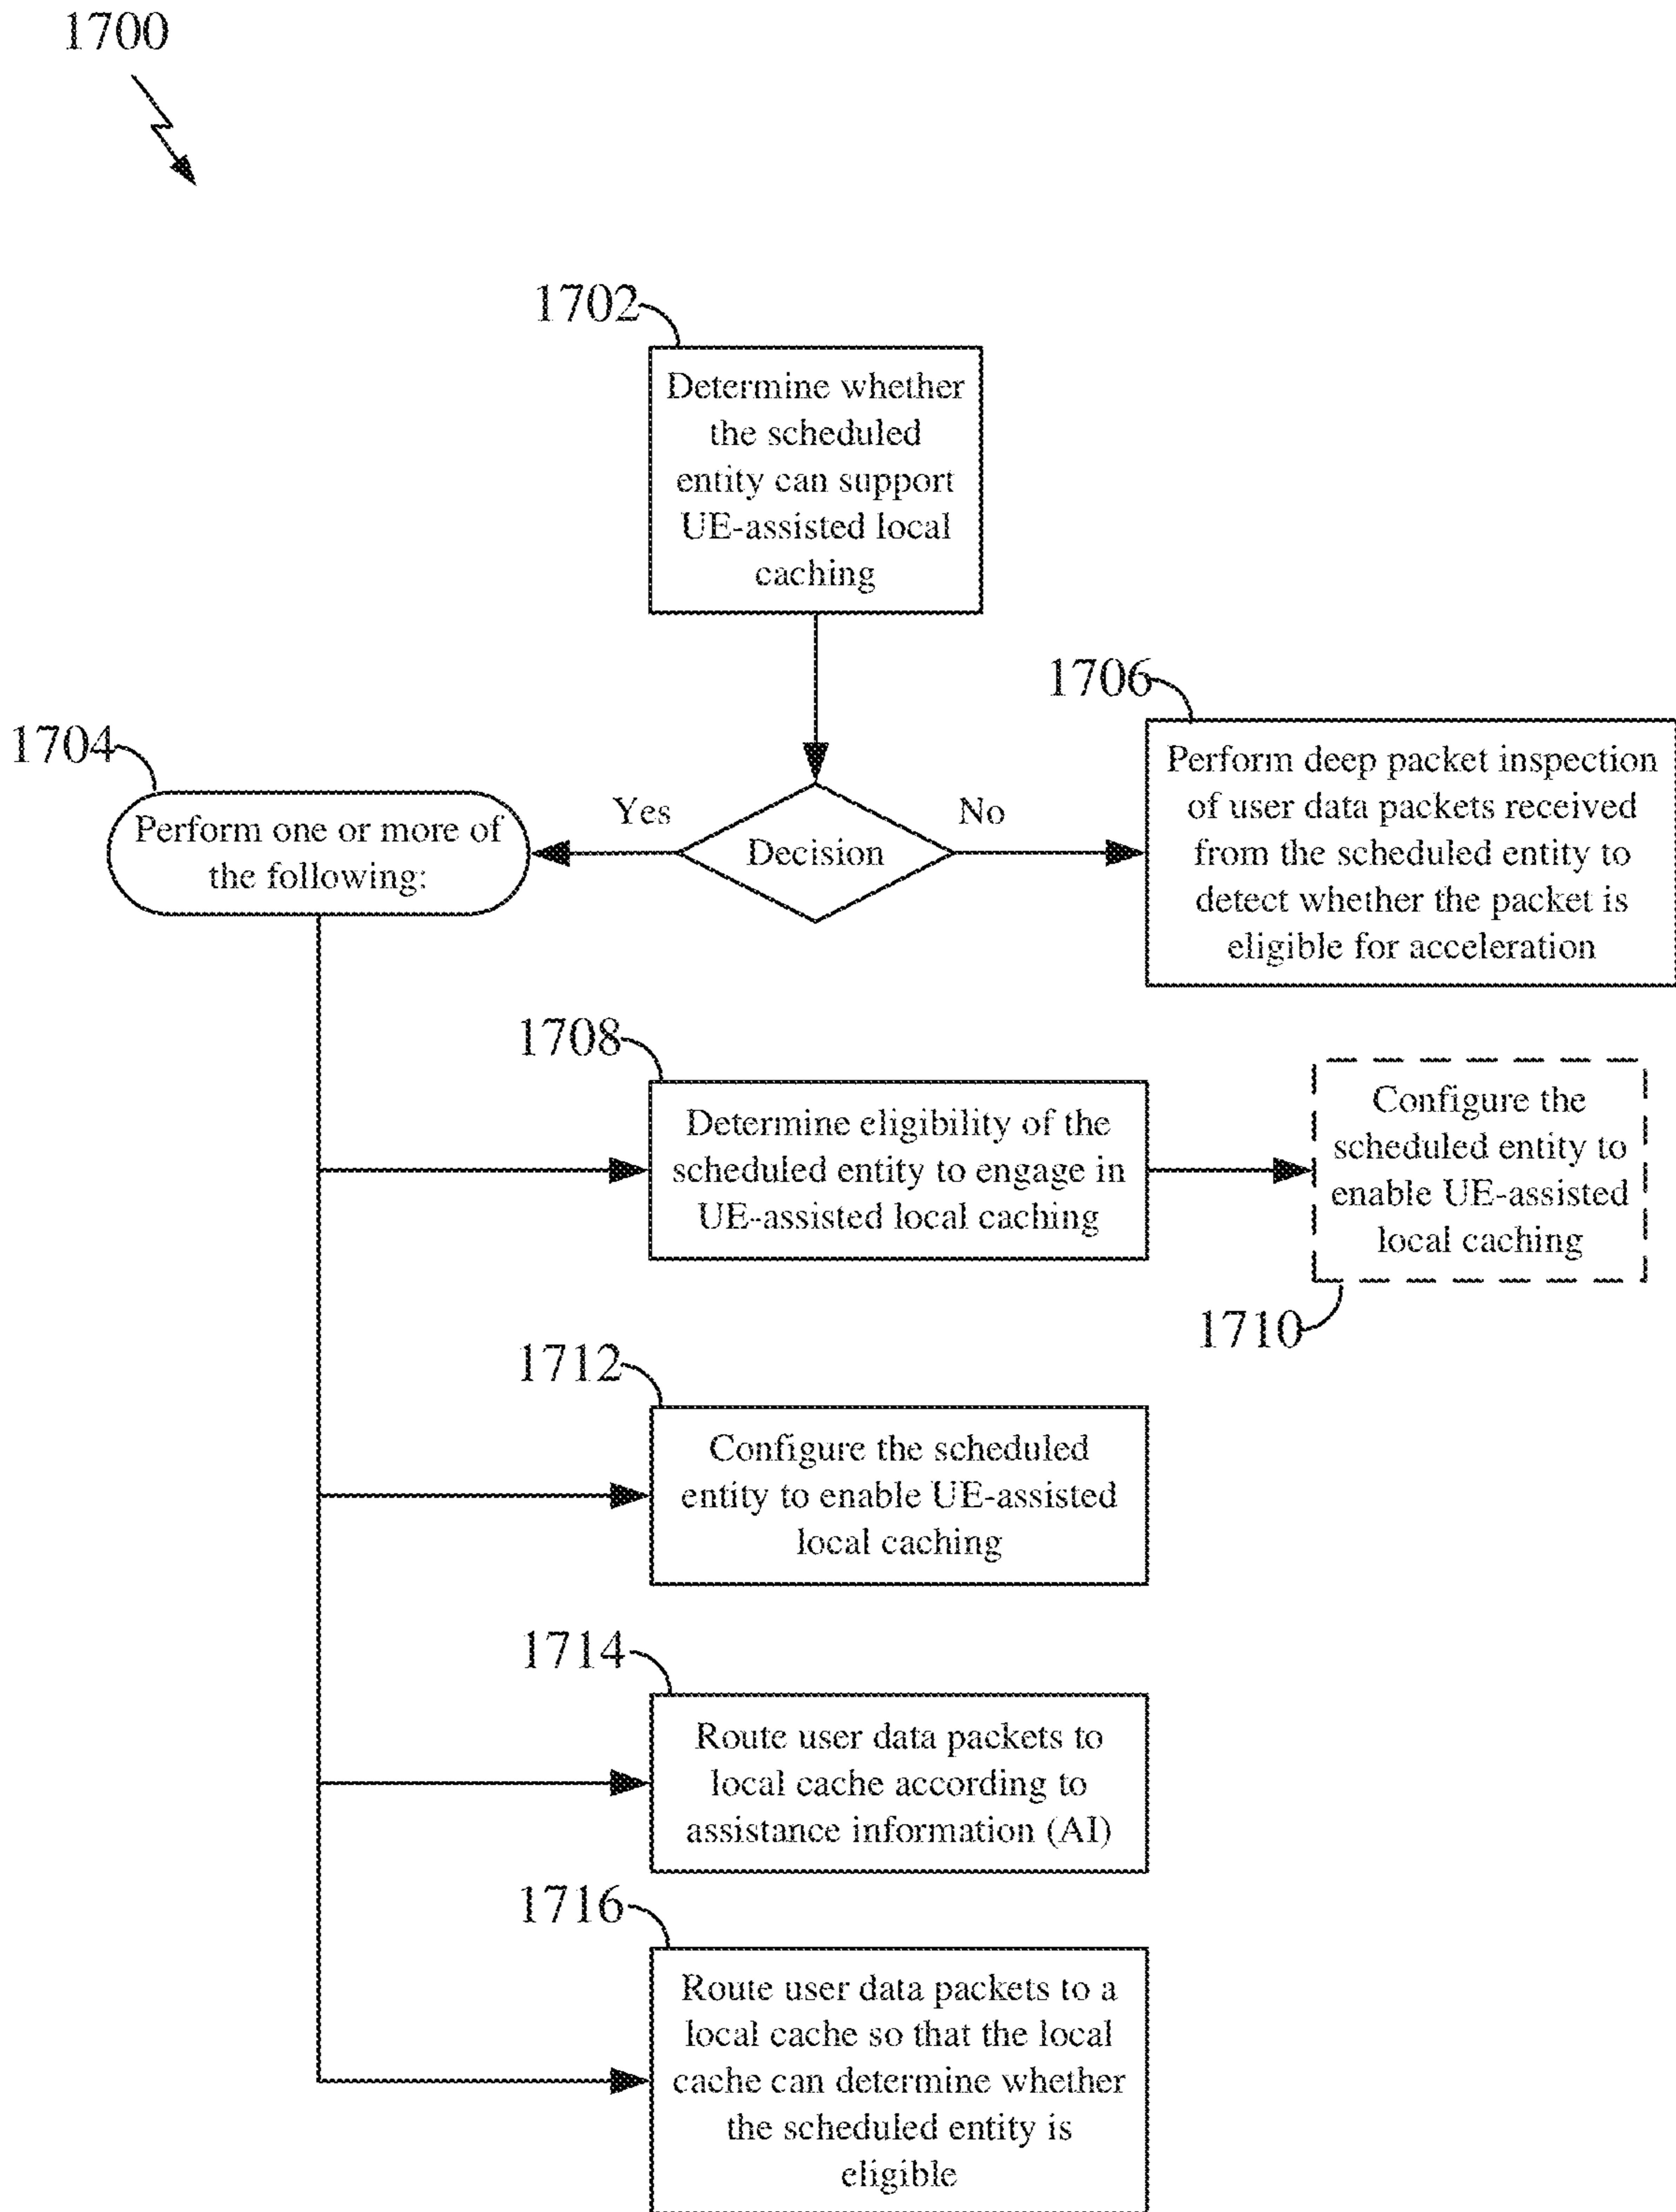 1700
1702
Determine whether
the scheduled
entity can support
UE-assisted local
caching
1706
Perform deep packet inspection
of user data packets received
from the scheduled entity to
detect whether the packet is
eligible for acceleration
1704
Perform one or more of
the following:
Yes
Decision
No
1708
Determine eligibility of the
scheduled entity to engage in
UE-assisted local caching
Configure the
scheduled entity to
enable UE-assisted
local caching
1710
1712
Configure the scheduled
entity to enable UE-assisted
local caching
1714
Route user data packets to
local cache according to
assistance information (AI)
1716
Route user data packets to a
local cache so that the local
cache can determine whether
the scheduled entity is
eligible